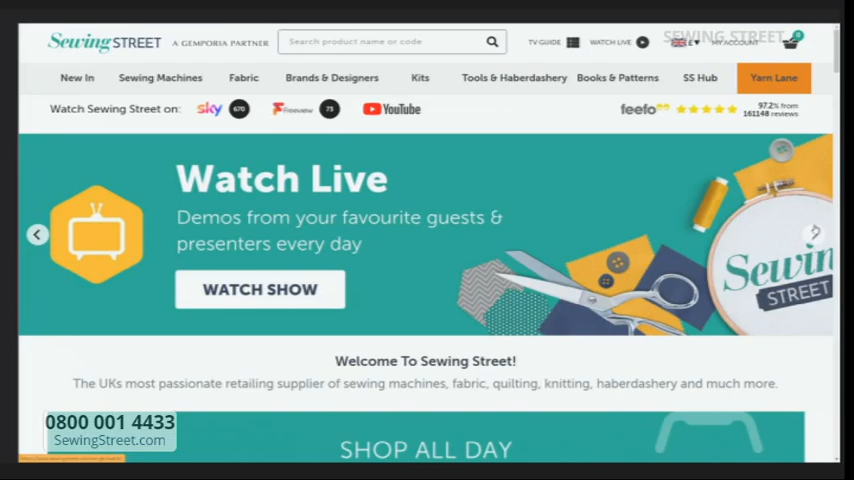 Sewing STREET
A GEMPORIA PARTNER
Search product name or code
TV GUIDE
WATCH LIVE
£
MY ACCOUNT
0
SEWING STREET
New In
Sewing Machines
Fabric
Brands & Designers
Kits
Tools & Haberdashery
Books & Patterns
SS Hub
Yarn Lane
Watch Sewing Street on:
sky
670
Freeview
73
YouTube
feefo
97.2% from
161148 reviews
Watch Live
Demos from your favourite guests &
presenters every day
WATCH SHOW
Sewin
STREET
Welcome To Sewing Street!
The UKs most passionate retailing supplier of sewing machines, fabric, quilting, knitting, haberdashery and much more.
0800 001 4433
SewingStreet.com
SHOP ALL DAY